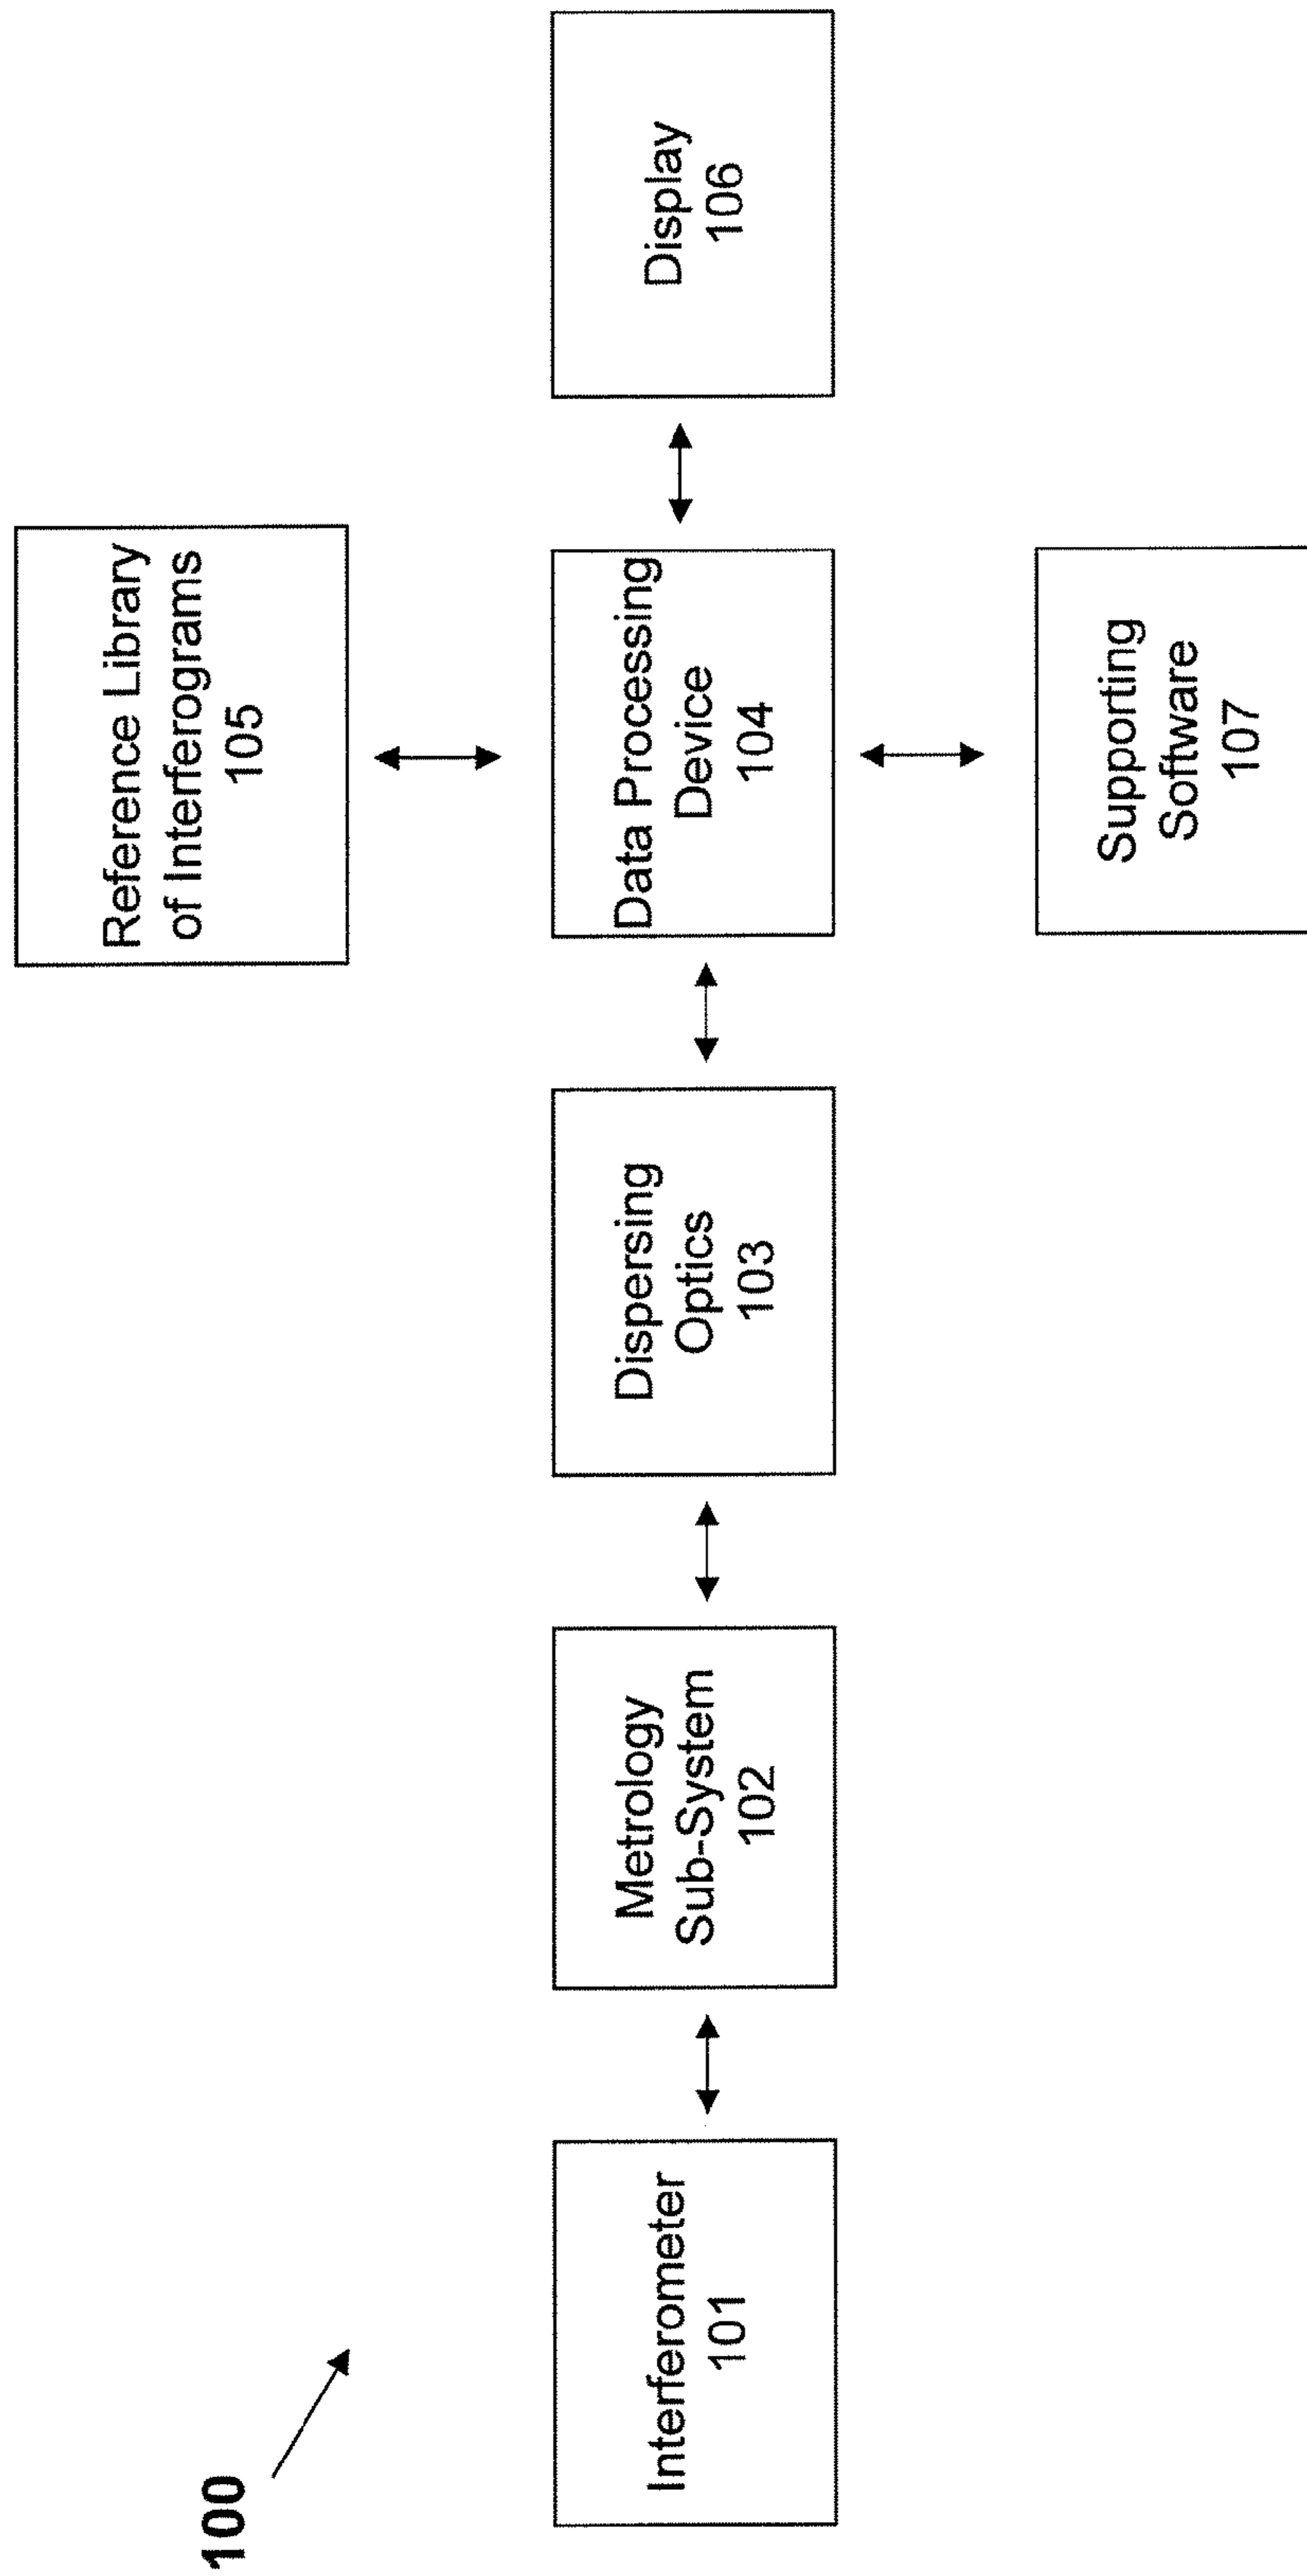 100
Interferometer
101
Metrology
Sub-System
102
Dispersing
Optics
103
Reference Library
of Interferograms
105
Data Processing
Device
104
Supporting
Software
107
Display
106